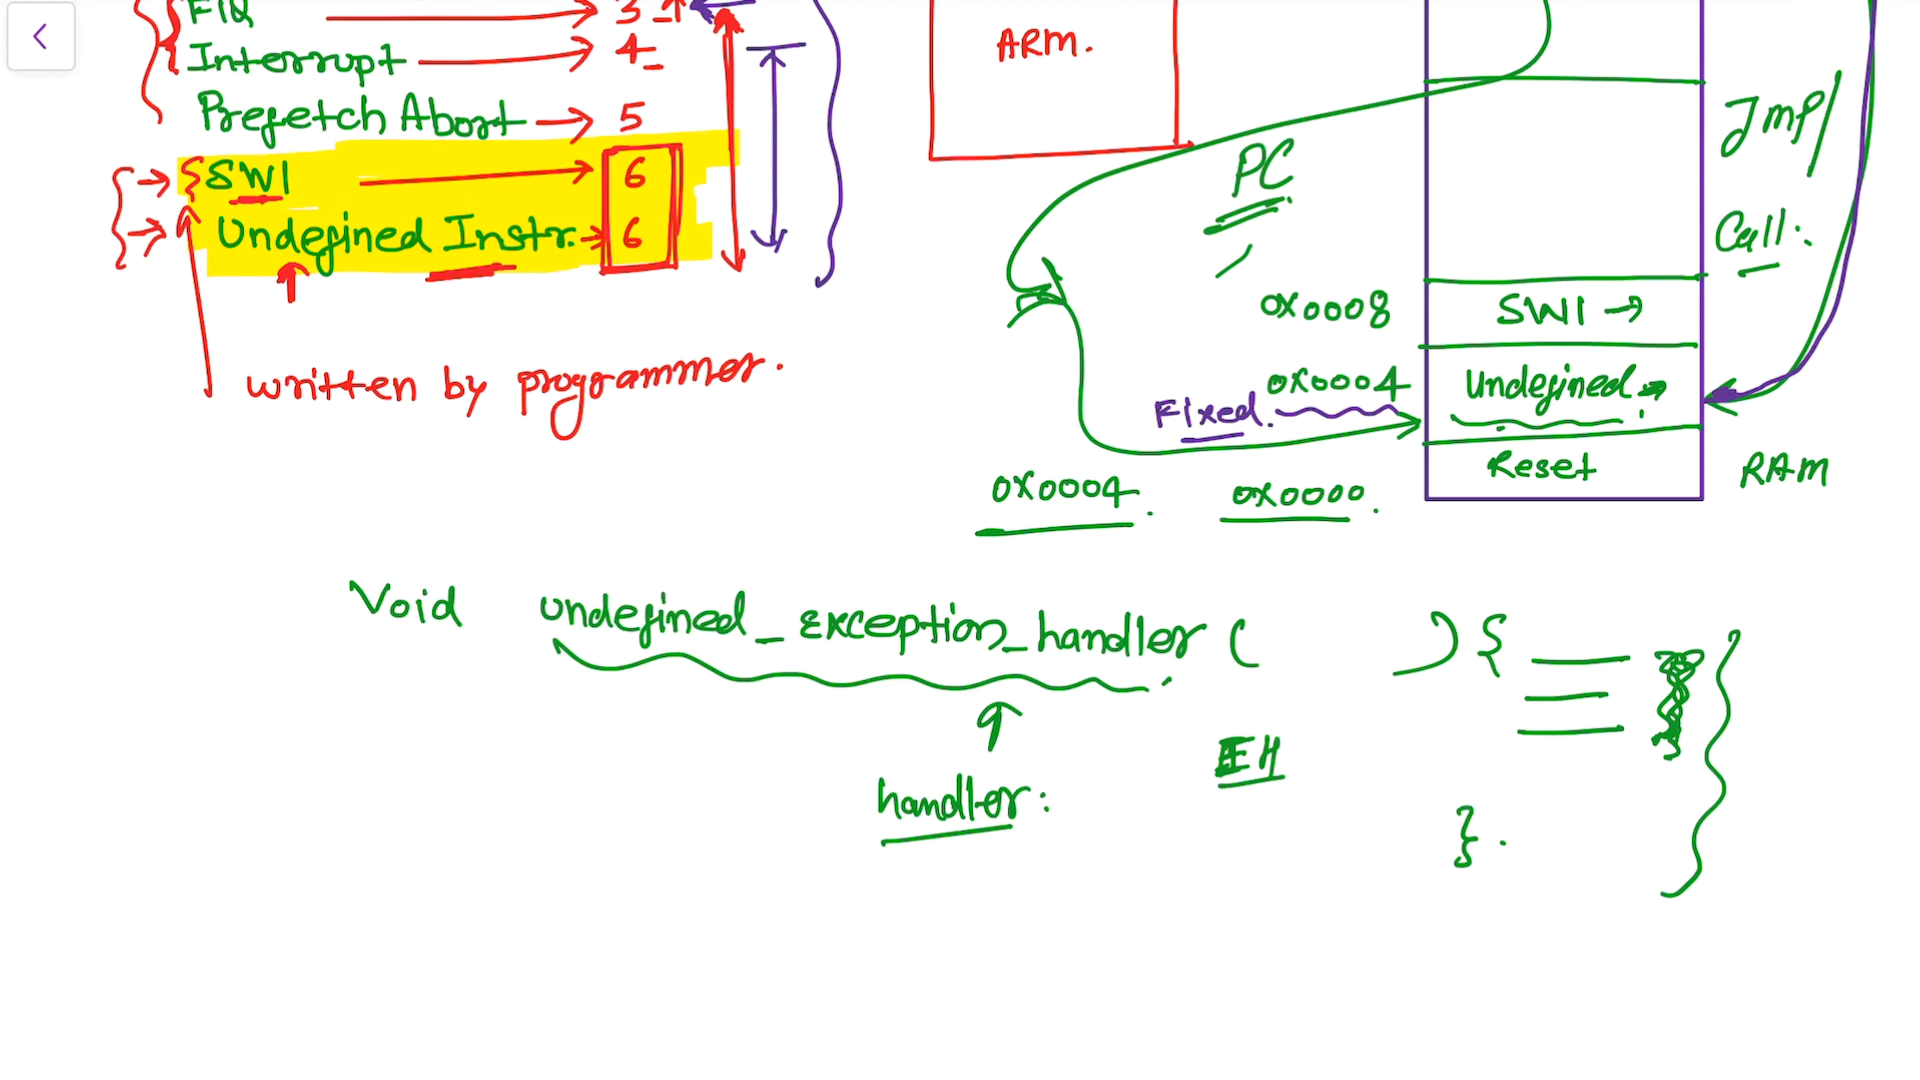 FIQ → 3
Interrupt → 4
Prefetch Abort → 5
SWI → 6
Undefined Instr. → 6
written by programmer.
ARM.
PC
Jmp/
Call:
0x0008 SWI →
0x0004 Undefined →
Fixed.
Reset
RAM
0x0004. 0x0000.
Void undefined_exception_handler ( ) {
handler:
EH
}.